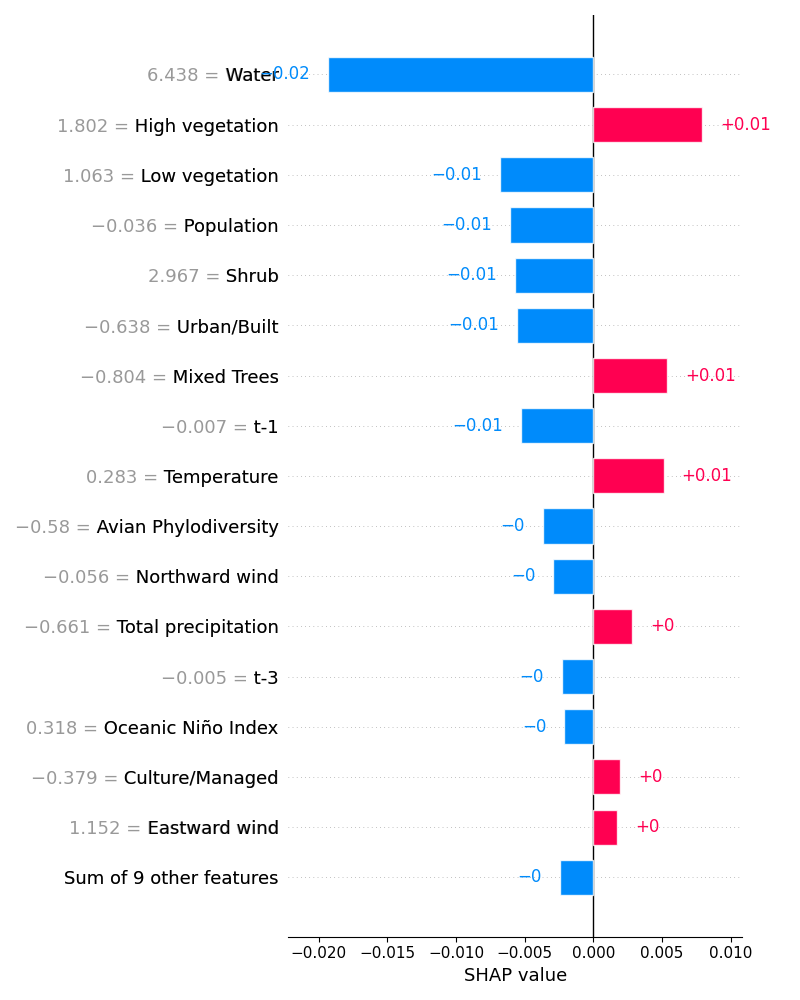 6.438 = Water −0.02
1.802 = High vegetation +0.01
1.063 = Low vegetation −0.01
−0.036 = Population −0.01
2.967 = Shrub −0.01
−0.638 = Urban/Built −0.01
−0.804 = Mixed Trees +0.01
−0.007 = t-1 −0.01
0.283 = Temperature +0.01
−0.58 = Avian Phylodiversity −0
−0.056 = Northward wind −0
−0.661 = Total precipitation +0
−0.005 = t-3 −0
0.318 = Oceanic Niño Index −0
−0.379 = Culture/Managed +0
1.152 = Eastward wind +0
Sum of 9 other features −0
−0.020 −0.015 −0.010 −0.005 0.000 0.005 0.010
SHAP value